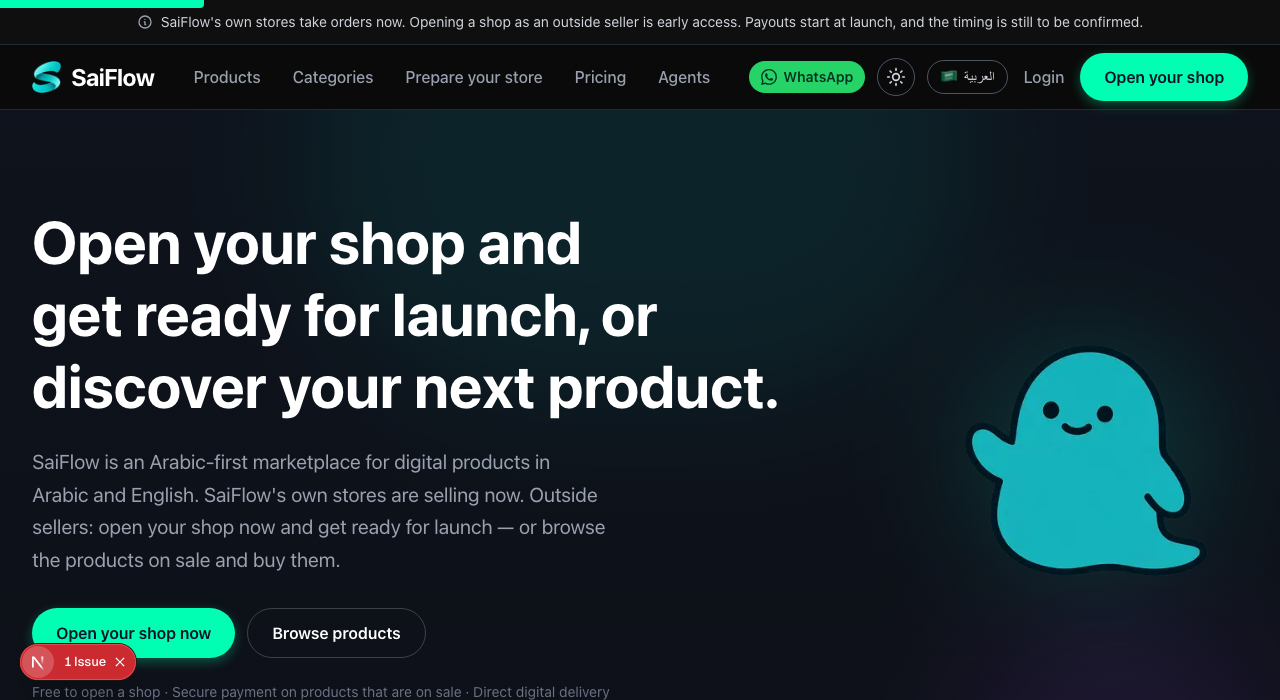 SaiFlow's own stores take orders now. Opening a shop as an outside seller is early access. Payouts start at launch, and the timing is still to be confirmed.
SaiFlow Products Categories Prepare your store Pricing Agents WhatsApp العربية Login Open your shop
Open your shop and
get ready for launch, or
discover your next product.
SaiFlow is an Arabic-first marketplace for digital products in
Arabic and English. SaiFlow's own stores are selling now. Outside
sellers: open your shop now and get ready for launch — or browse
the products on sale and buy them.
Open your shop now Browse products
N 1 Issue
Free to open a shop · Secure payment on products that are on sale · Direct digital delivery